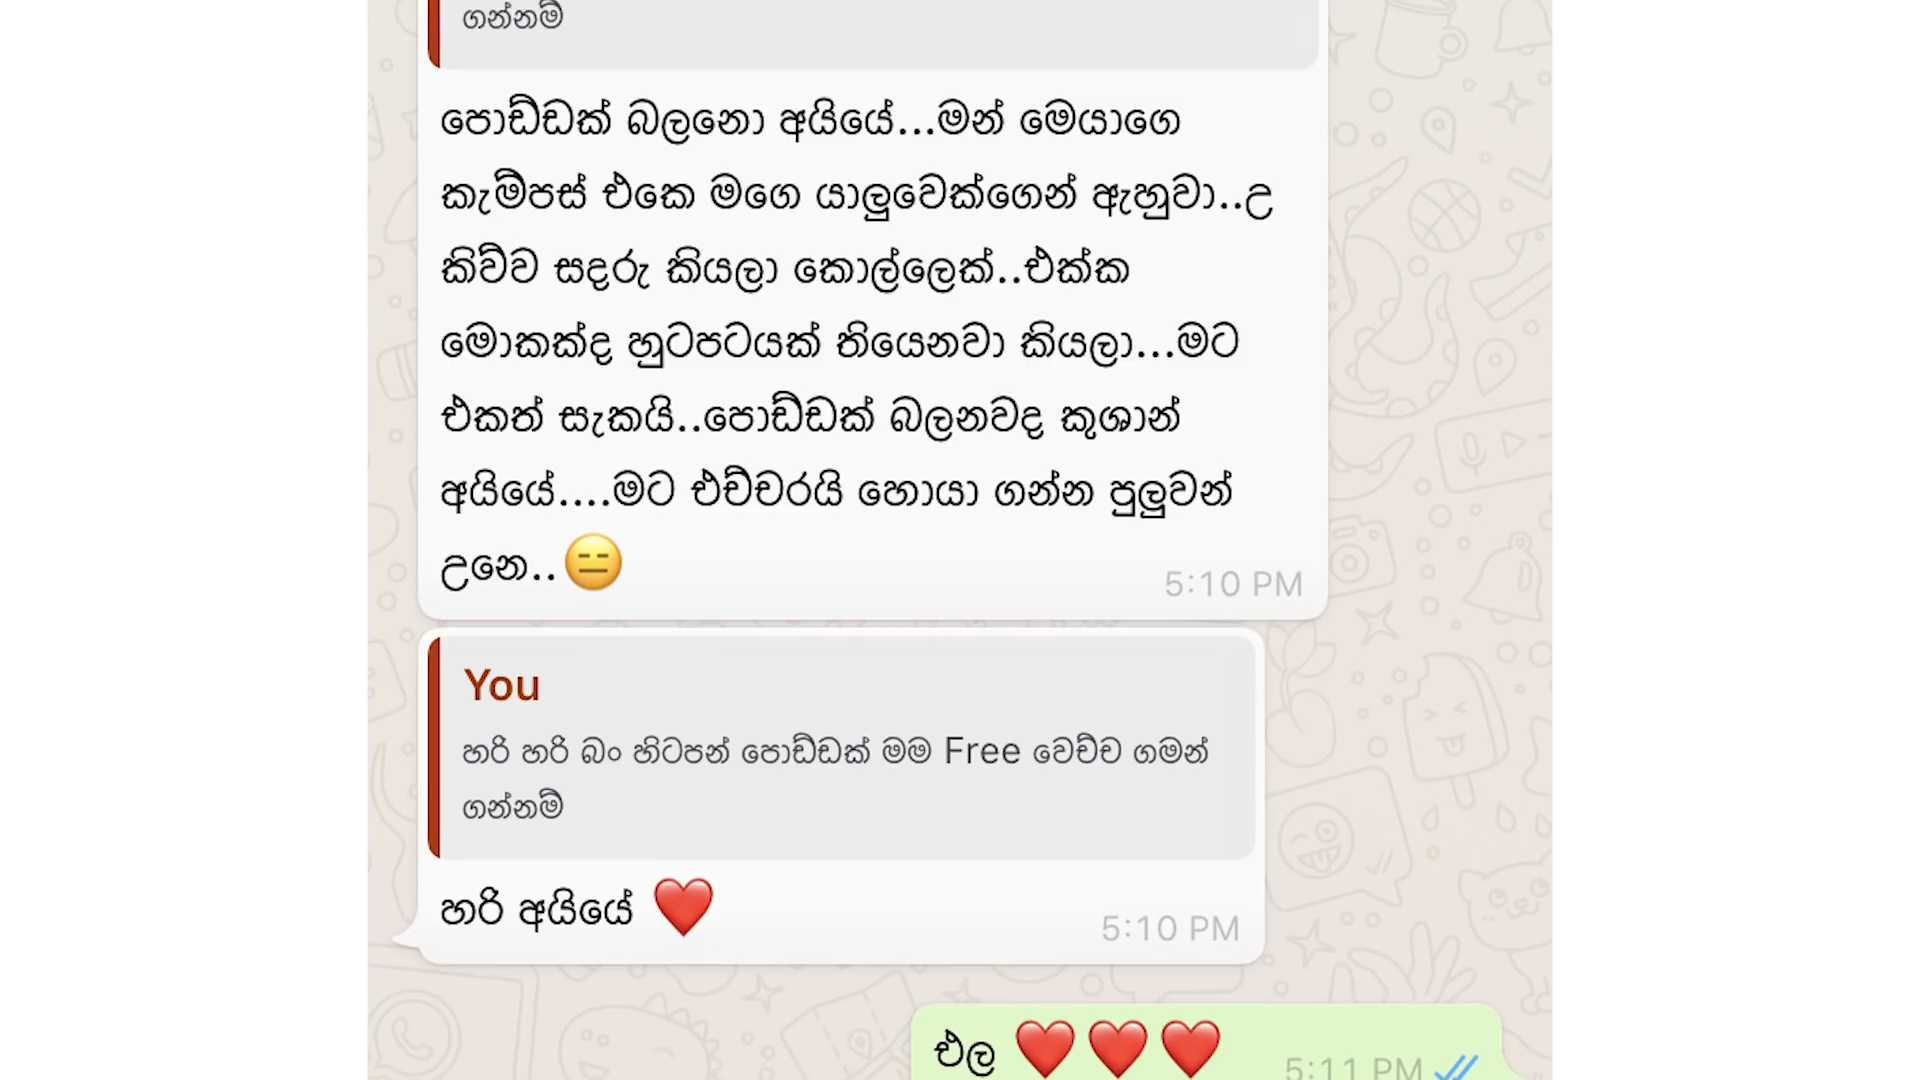 ගන්නම්
පොඩ්ඩක් බලනො අයියේ...මන් මෙයාගෙ
කැම්පස් එකෙ මගෙ යාලුවෙක්ගෙන් ඇහුවා..උ
කිව්ව සදරු කියලා කොල්ලෙක්..එක්ක
මොකක්ද හුටපටයක් තියෙනවා කියලා...මට
එකත් සැකයි..පොඩ්ඩක් බලනවද කුශාන්
අයියේ....මට එච්චරයි හොයා ගන්න පුලුවන්
උනෙ..😑
5:10 PM
You
හරි හරි බං හිටපන් පොඩ්ඩක් මම Free වෙච්ච ගමන්
ගන්නම්
හරි අයියේ ❤️
5:10 PM
එල ❤️❤️❤️
5:11 PM